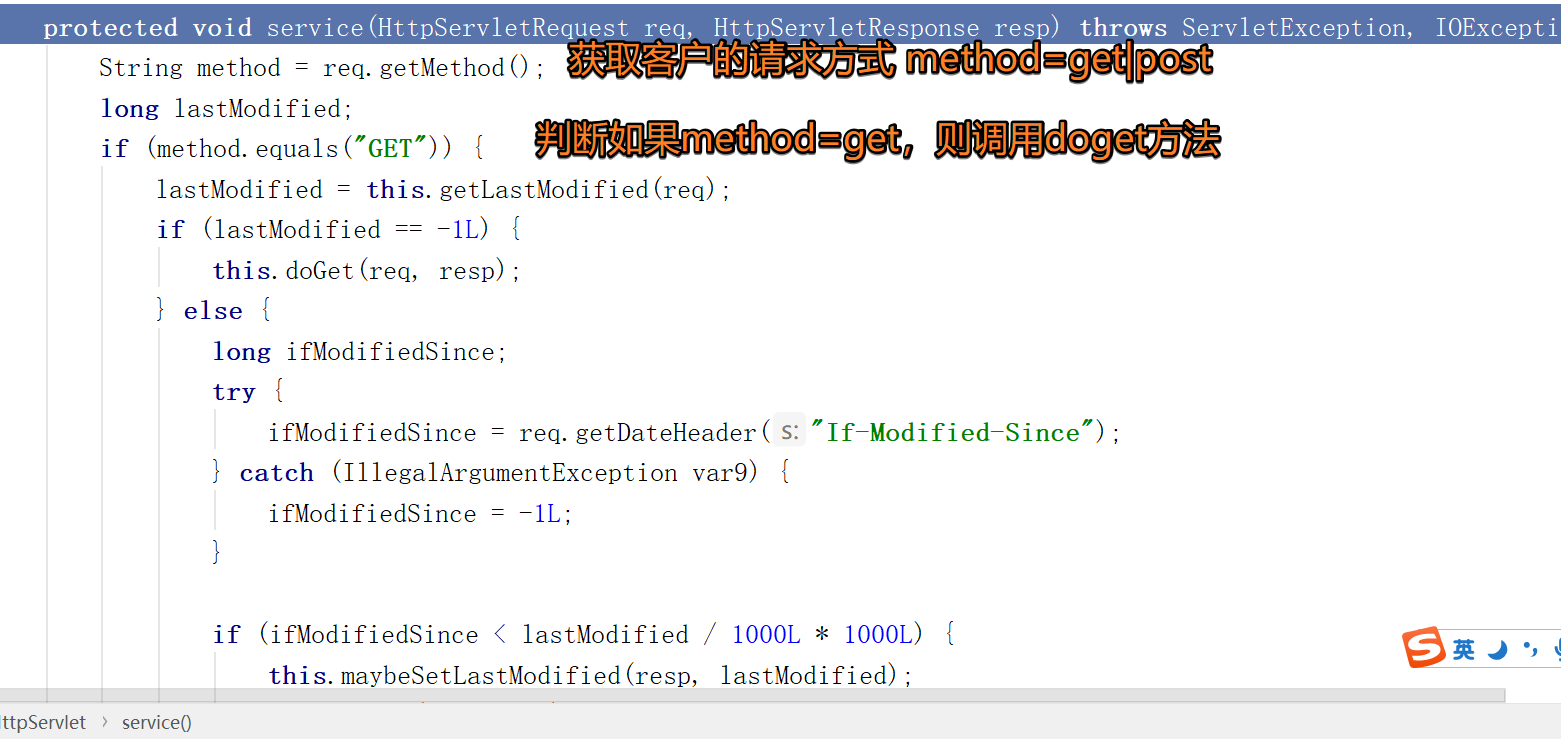 protected void service(HttpServletRequest req, HttpServletResponse resp) throws ServletException, IOExcepti
String method = req.getMethod(); 获取客户的请求方式 method=get|post
long lastModified;
if (method.equals("GET")) { 判断如果method=get，则调用doget方法
lastModified = this.getLastModified(req);
if (lastModified == -1L) {
this.doGet(req, resp);
} else {
long ifModifiedSince;
try {
ifModifiedSince = req.getDateHeader( s: "If-Modified-Since");
} catch (IllegalArgumentException var9) {
ifModifiedSince = -1L;
}
if (ifModifiedSince < lastModified / 1000L * 1000L) {
this.maybeSetLastModified(resp, lastModified);
S英
ttpServlet › service()